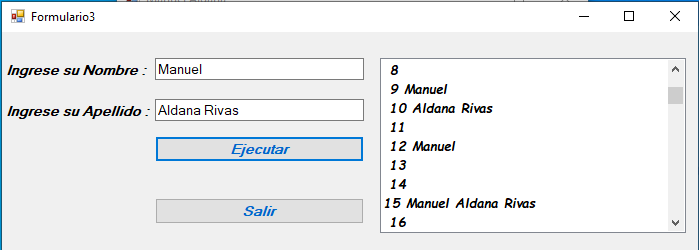 Formulario3
Ingrese su Nombre :
Manuel
Ingrese su Apellido :
Aldana Rivas
Ejecutar
Salir
8
9 Manuel
10 Aldana Rivas
11
12 Manuel
13
14
15 Manuel Aldana Rivas
16